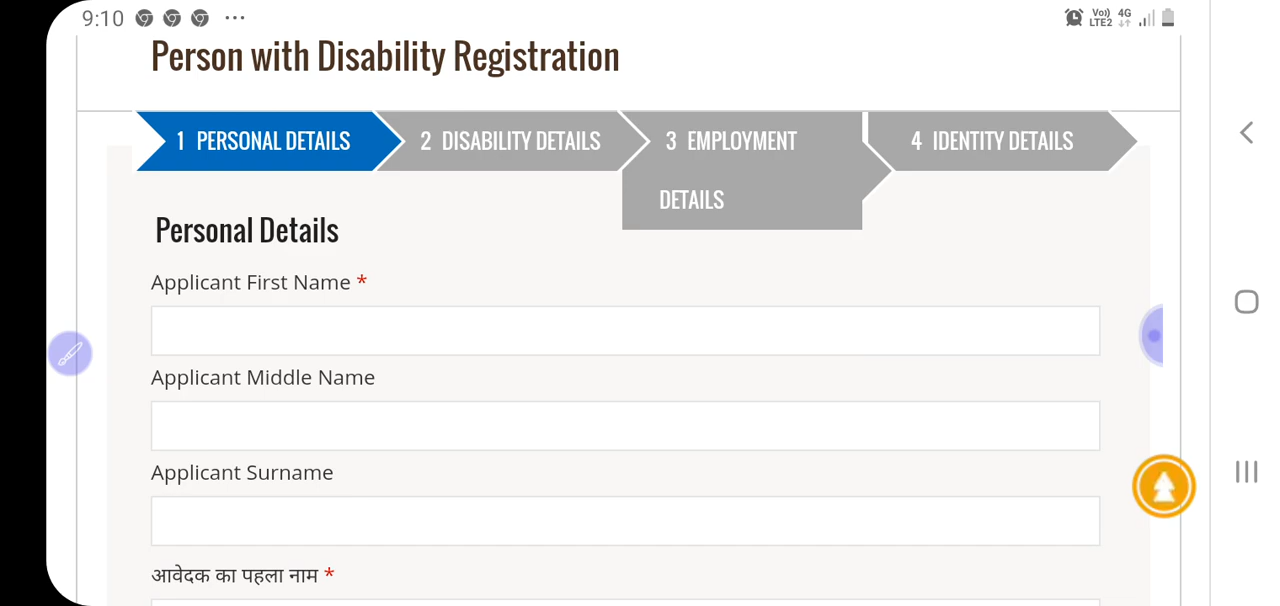 9:10 ... Vo)) LTE2 4G
Person with Disability Registration
1 PERSONAL DETAILS 2 DISABILITY DETAILS 3 EMPLOYMENT DETAILS 4 IDENTITY DETAILS
Personal Details
Applicant First Name *
Applicant Middle Name
Applicant Surname
आवेदक का पहला नाम *